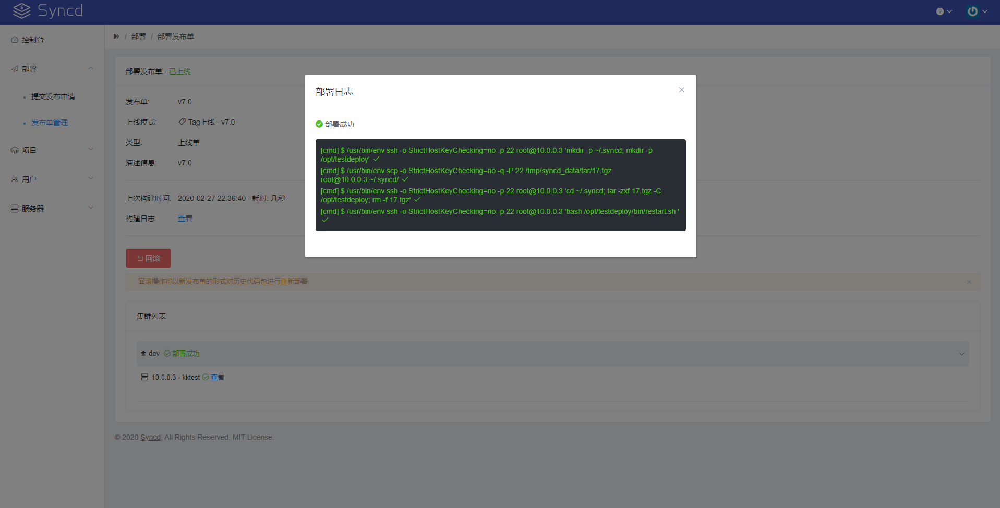 Syncd
控制台
部署
提交发布申请
发布单管理
项目
用户
服务器
/ 部署 / 部署发布单
部署发布单 - 已上线
发布单: v7.0
上线模式: Tag上线 - v7.0
类型: 上线单
描述信息: v7.0
上次构建时间: 2020-02-27 22:36:40 - 耗时: 几秒
构建日志: 查看
回滚
回滚操作将以新发布单的形式对历史代码包进行重新部署
集群列表
dev 部署成功
10.0.0.3 - kktest 查看
© 2020 Syncd. All Rights Reserved. MIT License.
部署日志
部署成功
[cmd] $ /usr/bin/env ssh -o StrictHostKeyChecking=no -p 22 root@10.0.0.3 'mkdir -p ~/.syncd; mkdir -p
/opt/testdeploy'
[cmd] $ /usr/bin/env scp -o StrictHostKeyChecking=no -q -P 22 /tmp/syncd_data/tar/17.tgz
root@10.0.0.3:~/.syncd/
[cmd] $ /usr/bin/env ssh -o StrictHostKeyChecking=no -p 22 root@10.0.0.3 'cd ~/.syncd; tar -zxf 17.tgz -C
/opt/testdeploy; rm -f 17.tgz'
[cmd] $ /usr/bin/env ssh -o StrictHostKeyChecking=no -p 22 root@10.0.0.3 'bash /opt/testdeploy/bin/restart.sh '